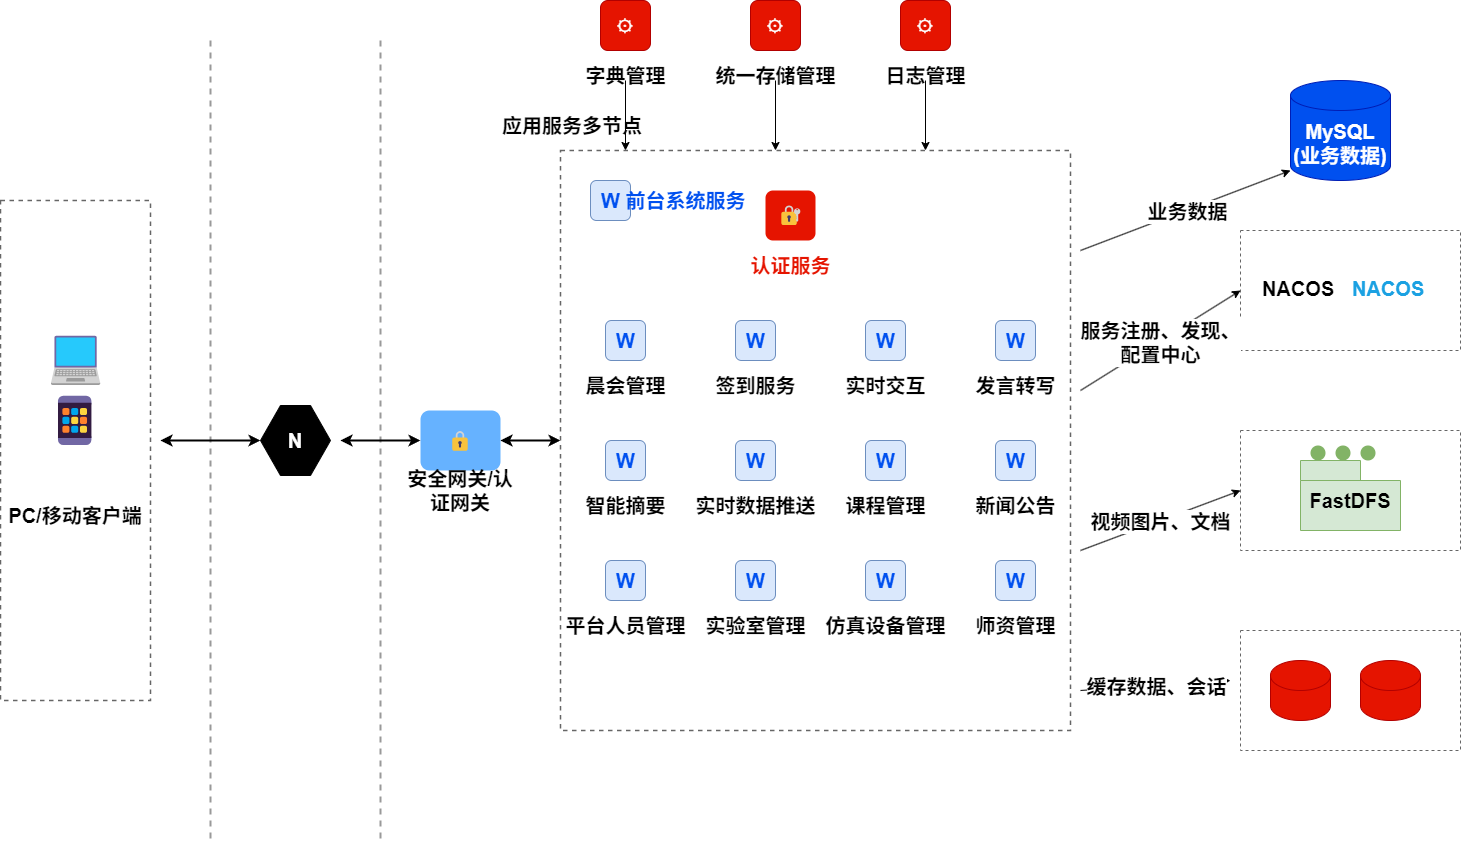 字典管理
统一存储管理
日志管理
应用服务多节点
MySQL
(业务数据)
W 前台系统服务
认证服务
业务数据
NACOS NACOS
服务注册、发现、
配置中心
W
W
W
W
晨会管理
签到服务
实时交互
发言转写
N
安全网关/认
证网关
PC/移动客户端
W
W
W
W
智能摘要
实时数据推送
课程管理
新闻公告
视频图片、文档
FastDFS
W
W
W
W
平台人员管理
实验室管理
仿真设备管理
师资管理
缓存数据、会话